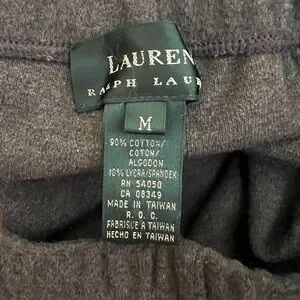 LAUREN
RALPH LAUR
M
90% COTTON/
COTON/
ALGODON
10% LYCRA/SPANDEX
RN 54050
CA 08349
MADE IN TAIWAN
R. O. C.
FABRIQUE A TAIWAN
HECHO EN TAIWAN